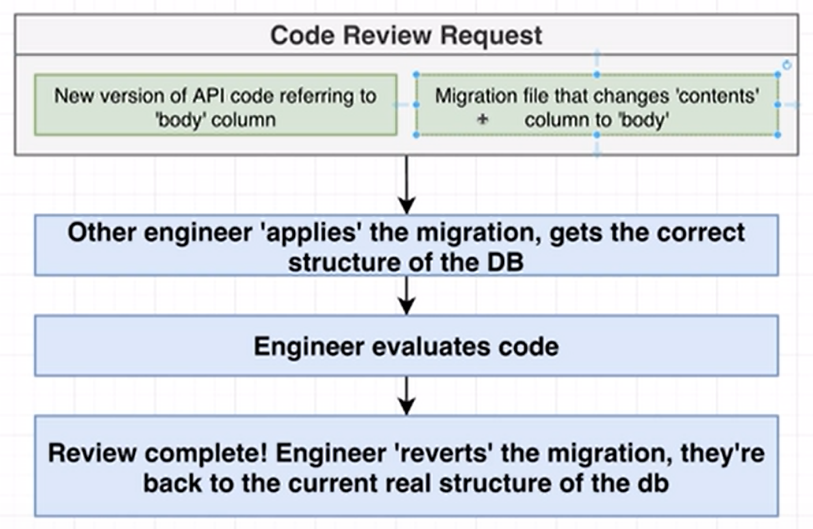 Code Review Request
New version of API code referring to
'body' column
Migration file that changes 'contents'
column to 'body'
Other engineer 'applies' the migration, gets the correct
structure of the DB
Engineer evaluates code
Review complete! Engineer 'reverts' the migration, they're
back to the current real structure of the db